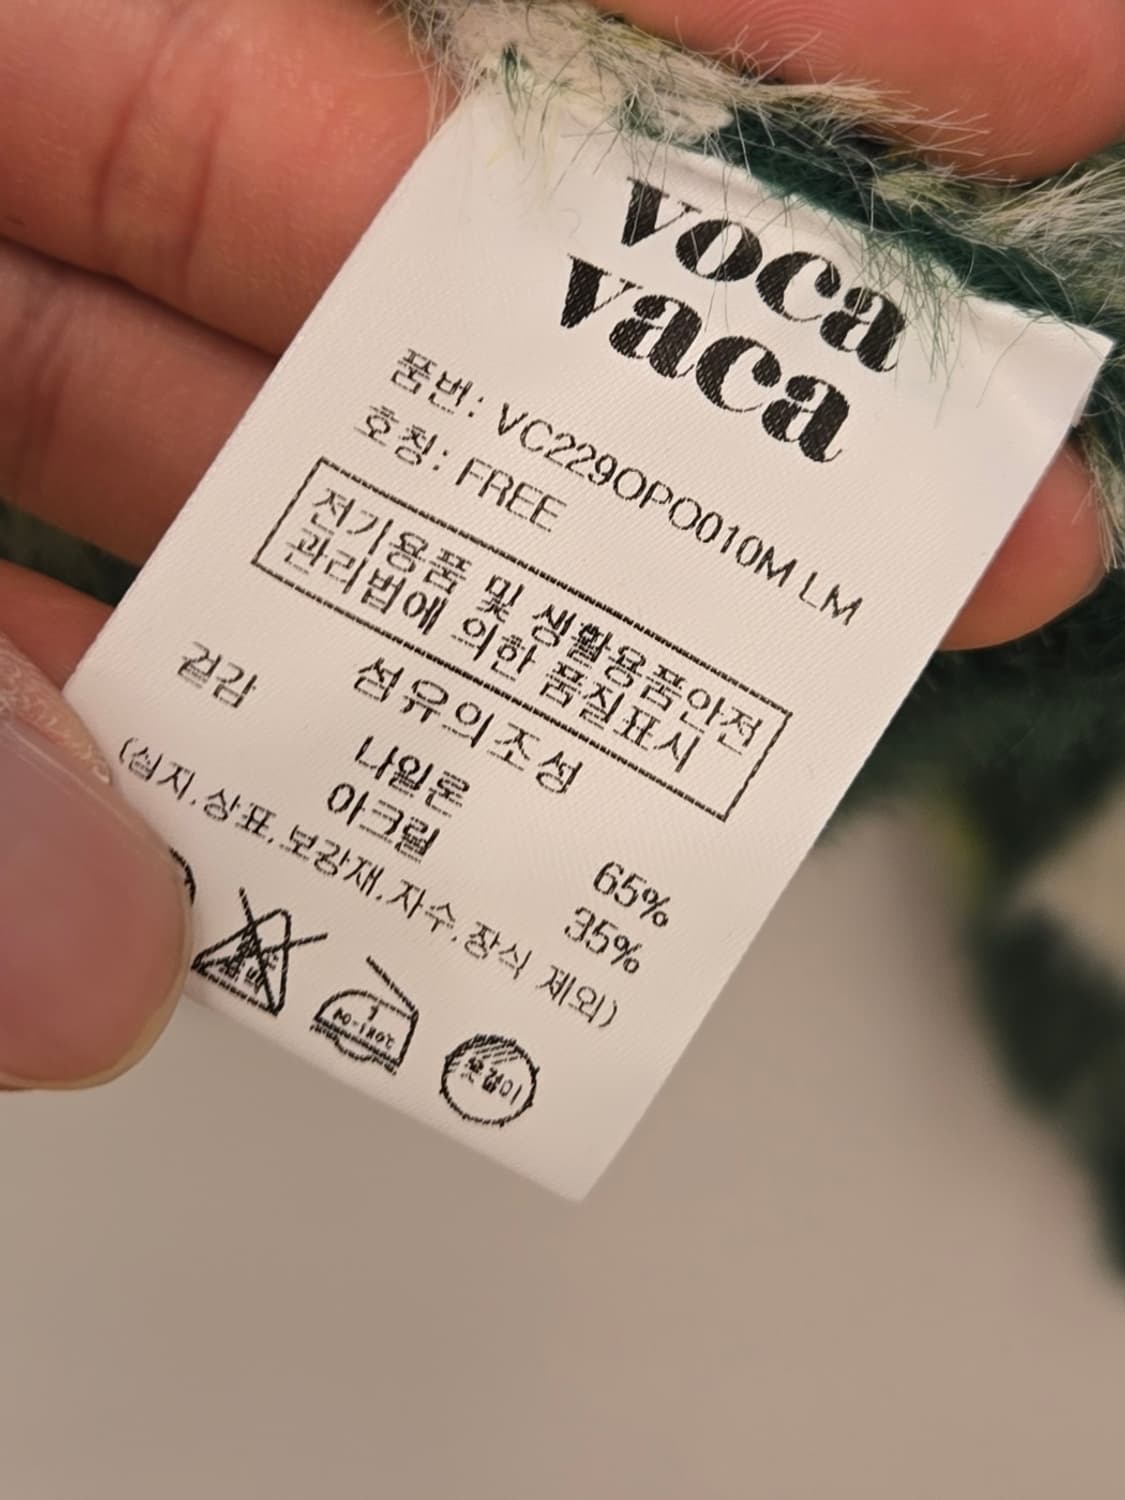 voca
vaca
품번: VC229OPO010M LM
호칭: FREE
전기용품 및 생활용품안전
관리법에 의한 품질표시
섬유의조성
겉감
나일론 65%
아크릴 35%
(심지,상표,보강재,자수,장식 제외)
옷걸이